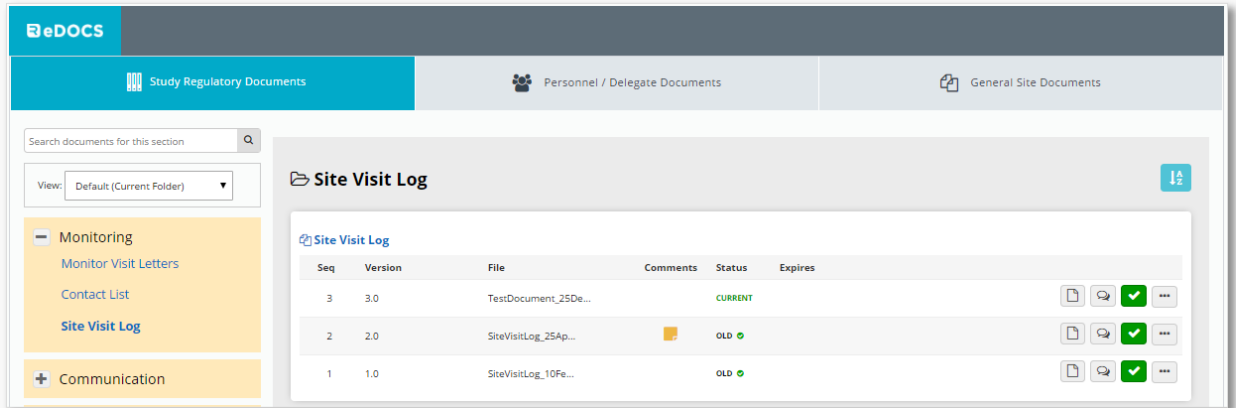 eDOCS
Study Regulatory Documents
Personnel / Delegate Documents
General Site Documents
Search documents for this section
View: Default (Current Folder)
Site Visit Log
Monitoring
Monitor Visit Letters
Contact List
Site Visit Log
Communication
Site Visit Log
Seq Version File Comments Status Expires
3 3.0 TestDocument_25De... CURRENT
2 2.0 SiteVisitLog_25Ap... OLD
1 1.0 SiteVisitLog_10Fe... OLD